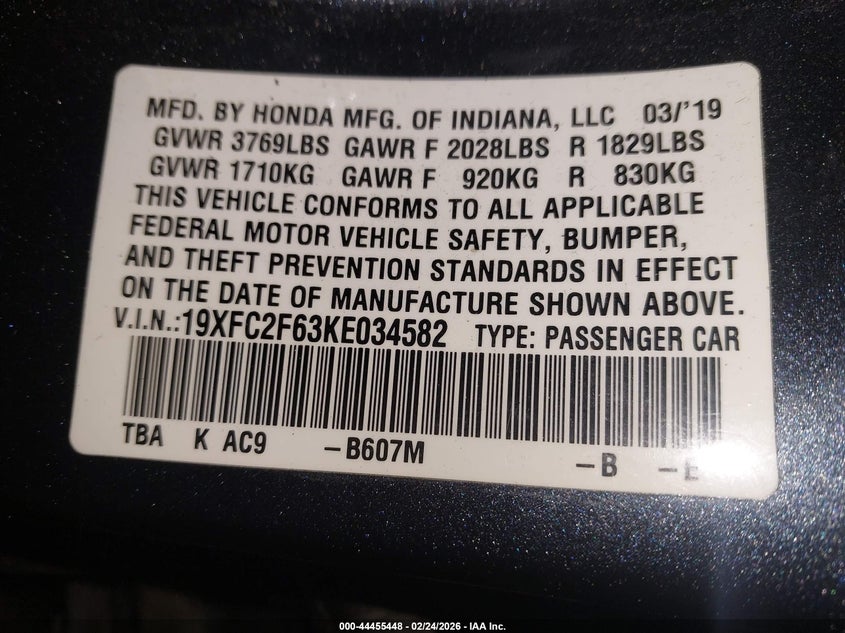 MFD. BY HONDA MFG. OF INDIANA, LLC 03/'19
GVWR 3769LBS GAWR F 2028LBS R 1829LBS
GVWR 1710KG GAWR F 920KG R 830KG
THIS VEHICLE CONFORMS TO ALL APPLICABLE
FEDERAL MOTOR VEHICLE SAFETY, BUMPER,
AND THEFT PREVENTION STANDARDS IN EFFECT
ON THE DATE OF MANUFACTURE SHOWN ABOVE.
V.I.N.:19XFC2F63KE034582 TYPE: PASSENGER CAR
TBA K AC9 -B607M -B
000-44455448 - 02/24/2026 - IAA Inc.